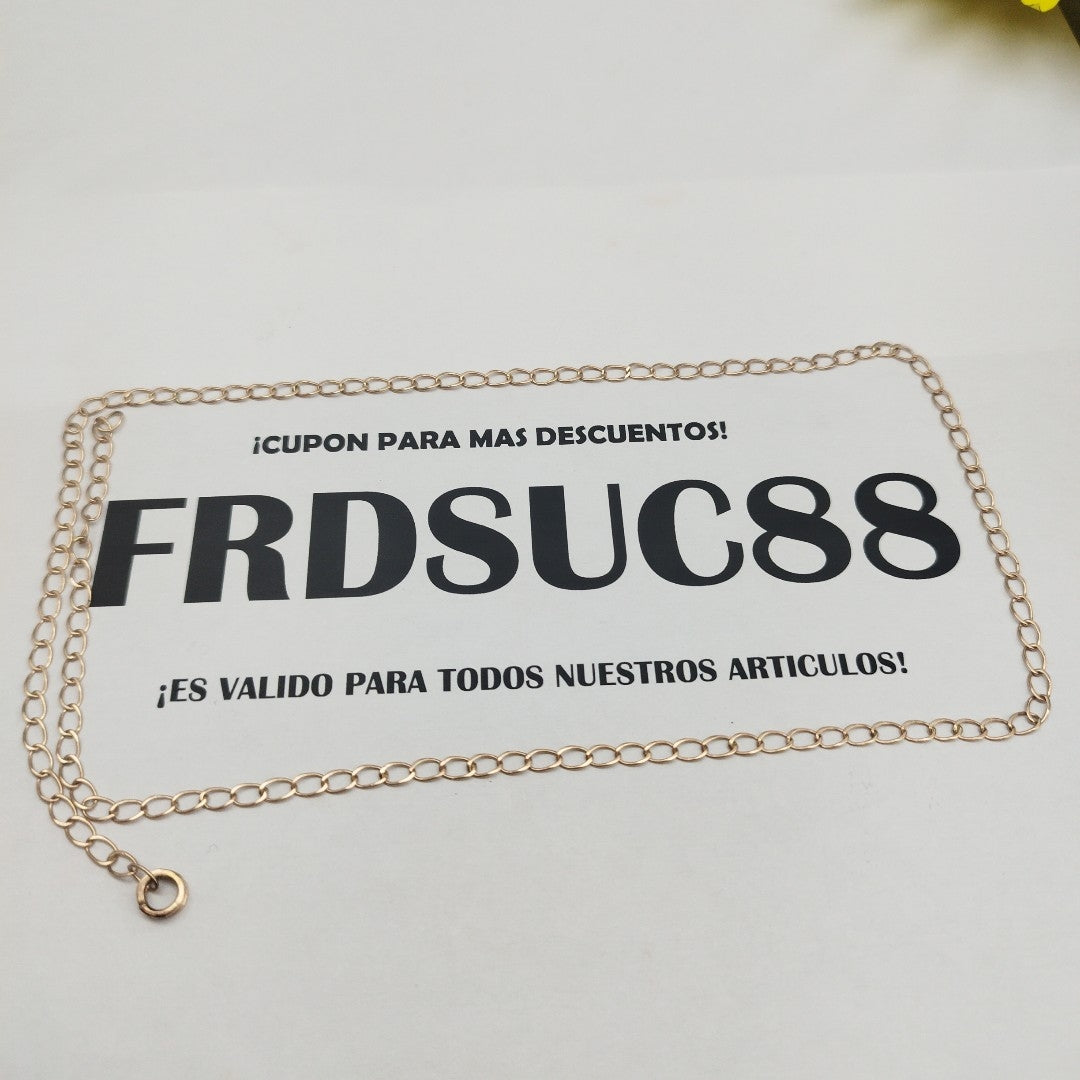 ¡CUPON PARA MAS DESCUENTOS!
FRDSUC88
¡ES VALIDO PARA TODOS NUESTROS ARTICULOS!